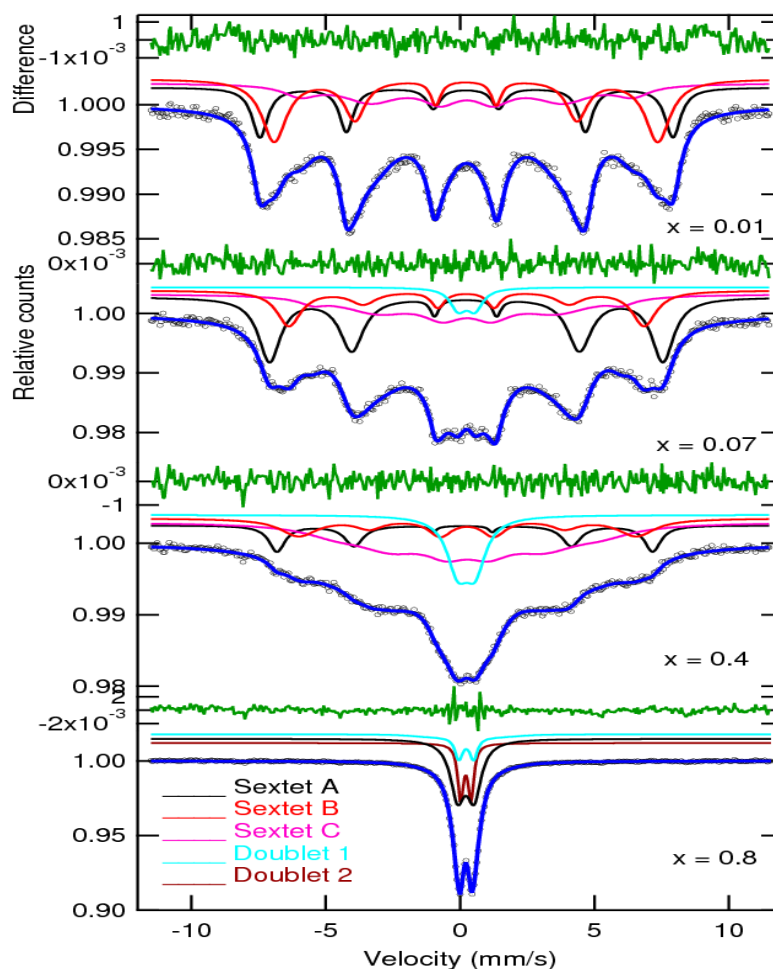 Difference
Relative counts
1
-1x10⁻³
1.000
0.995
0.990
0.985
x = 0.01
0x10⁻³
1.00
0.99
0.98
x = 0.07
0x10⁻³
-1
1.00
0.99
0.98
x = 0.4
2
-2x10⁻³
1.00
0.95
0.90
Sextet A
Sextet B
Sextet C
Doublet 1
Doublet 2
x = 0.8
-10 -5 0 5 10
Velocity (mm/s)